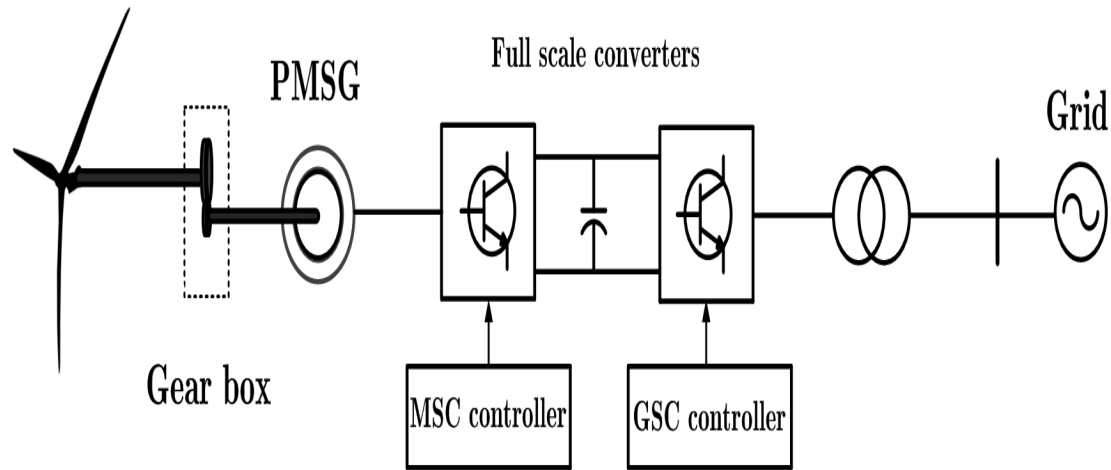 Full scale converters
PMSG
Grid
Gear box
MSC controller
GSC controller